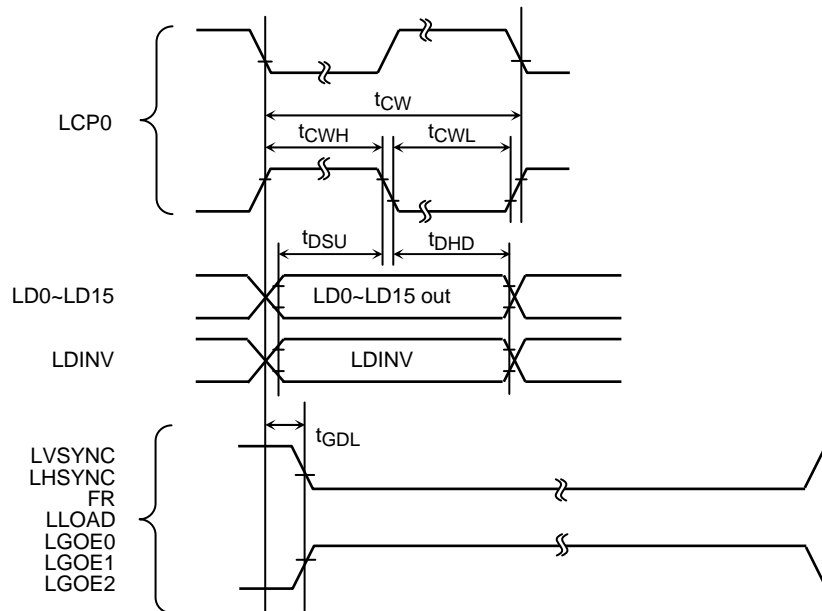 LCP0
tCW
tCWH
tCWL
tDSU
tDHD
LD0~LD15
LD0~LD15 out
LDINV
LDINV
tGDL
LVSYNC
LHSYNC
FR
LLOAD
LGOE0
LGOE1
LGOE2